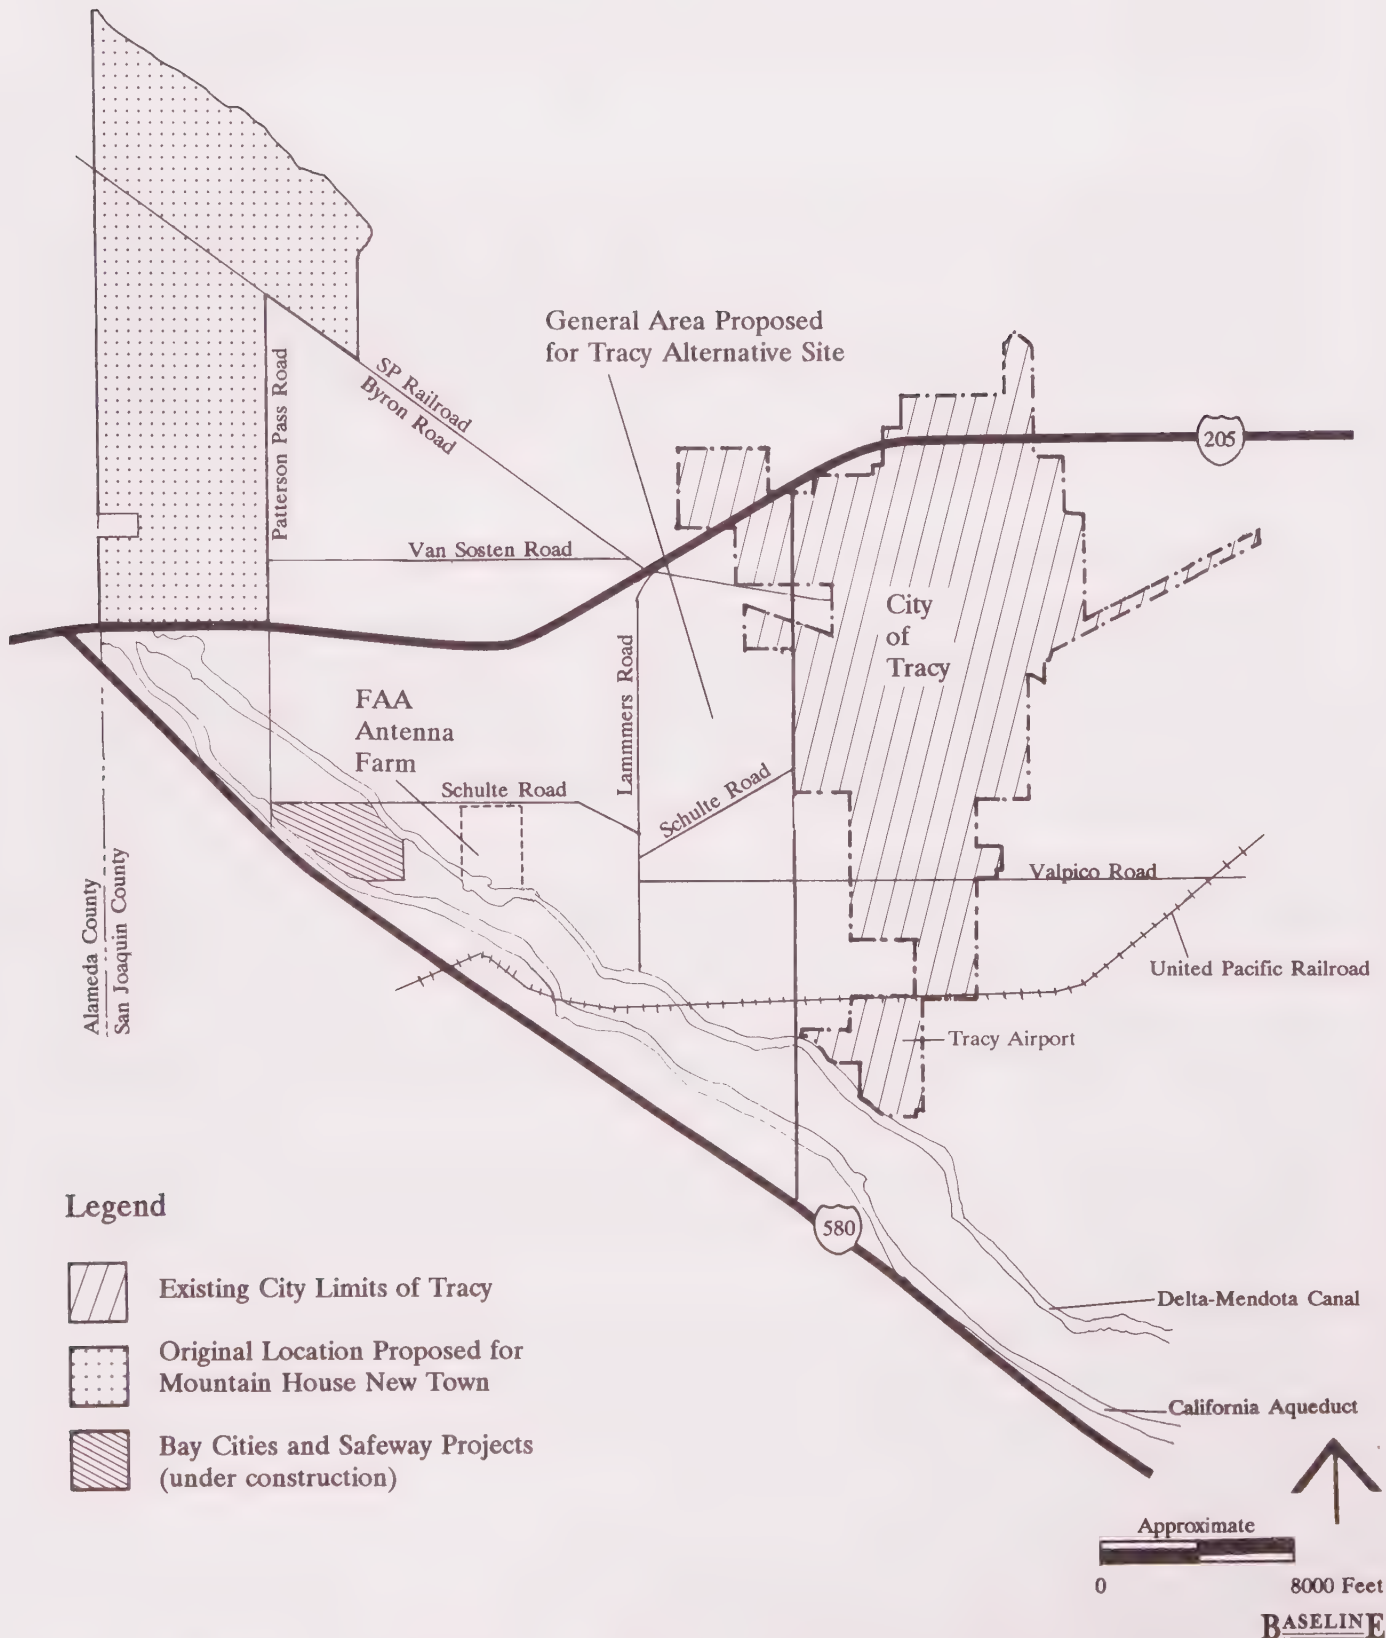 General Area Proposed
for Tracy Alternative Site
Patterson Pass Road
SP Railroad
Byron Road
205
Van Sosten Road
City
of
Tracy
Lammmers Road
FAA
Antenna
Farm
Schulte Road
Schulte Road
Valpico Road
Alameda County
San Joaquin County
United Pacific Railroad
Tracy Airport
Legend
580
Existing City Limits of Tracy
Delta-Mendota Canal
Original Location Proposed for
Mountain House New Town
California Aqueduct
Bay Cities and Safeway Projects
(under construction)
Approximate
0 8000 Feet
BASELINE